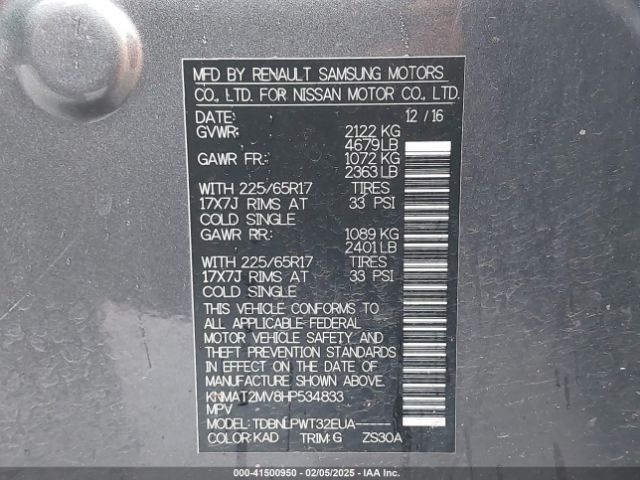 MFD BY RENAULT SAMSUNG MOTORS
CO., LTD. FOR NISSAN MOTOR CO., LTD.
DATE: 12 / 16
GVWR: 2122 KG
4679 LB
GAWR FR: 1072 KG
2363 LB
WITH 225/65R17 TIRES
17X7J RIMS AT 33 PSI
COLD SINGLE
GAWR RR: 1089 KG
2401 LB
WITH 225/65R17 TIRES
17X7J RIMS AT 33 PSI
COLD SINGLE
THIS VEHICLE CONFORMS TO
ALL APPLICABLE FEDERAL
MOTOR VEHICLE SAFETY AND
THEFT PREVENTION STANDARDS
IN EFFECT ON THE DATE OF
MANUFACTURE SHOWN ABOVE.
KNMAT2MV8HP534833
MPV
MODEL: TDBNLPWT32EUA-----
COLOR: KAD TRIM: G ZS30A
000-41500950 - 02/05/2025 - IAA Inc.